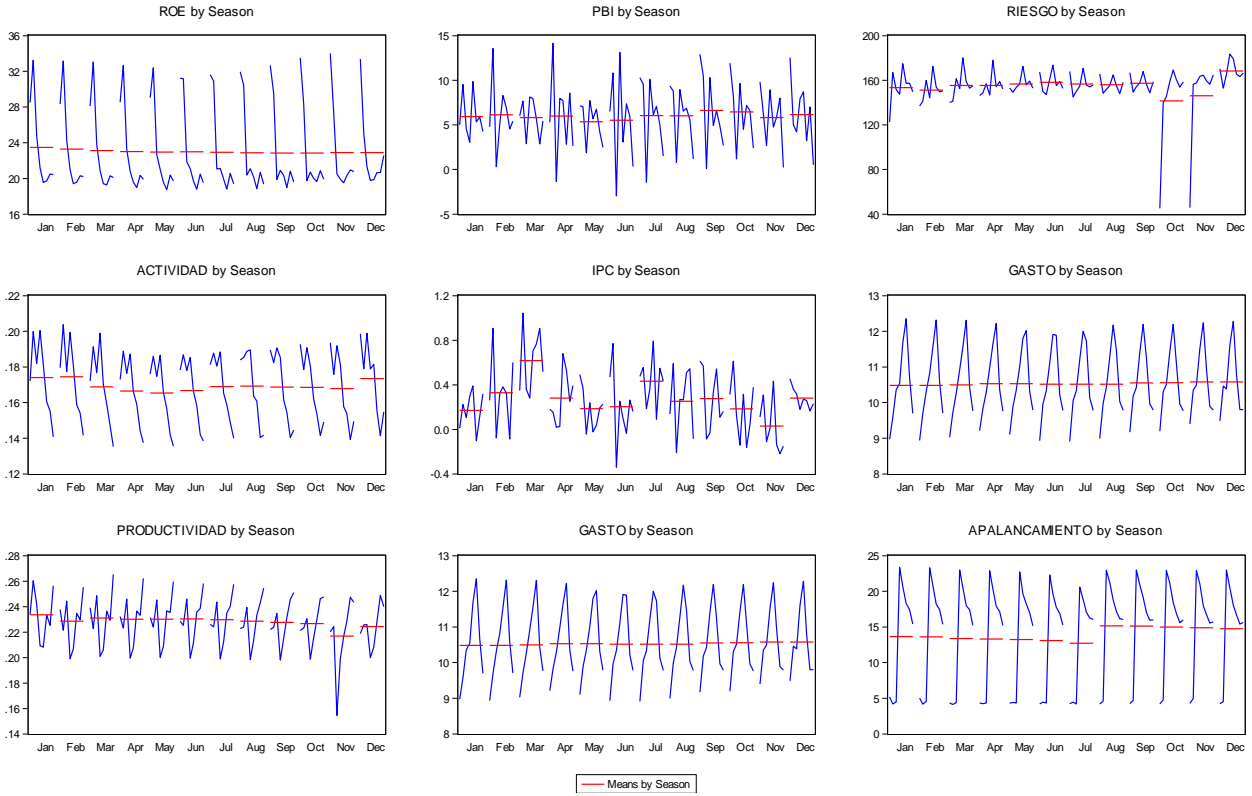 ROE by Season
36
32
28
24
20
16
Jan Feb Mar Apr May Jun Jul Aug Sep Oct Nov Dec
PBI by Season
15
10
5
0
-5
Jan Feb Mar Apr May Jun Jul Aug Sep Oct Nov Dec
RIESGO by Season
200
160
120
80
40
Jan Feb Mar Apr May Jun Jul Aug Sep Oct Nov Dec
ACTIVIDAD by Season
.22
.20
.18
.16
.14
.12
Jan Feb Mar Apr May Jun Jul Aug Sep Oct Nov Dec
IPC by Season
1.2
0.8
0.4
0.0
-0.4
Jan Feb Mar Apr May Jun Jul Aug Sep Oct Nov Dec
GASTO by Season
13
12
11
10
9
8
Jan Feb Mar Apr May Jun Jul Aug Sep Oct Nov Dec
PRODUCTIVIDAD by Season
.28
.26
.24
.22
.20
.18
.16
.14
Jan Feb Mar Apr May Jun Jul Aug Sep Oct Nov Dec
GASTO by Season
13
12
11
10
9
8
Jan Feb Mar Apr May Jun Jul Aug Sep Oct Nov Dec
APALANCAMIENTO by Season
25
20
15
10
5
0
Jan Feb Mar Apr May Jun Jul Aug Sep Oct Nov Dec
Means by Season